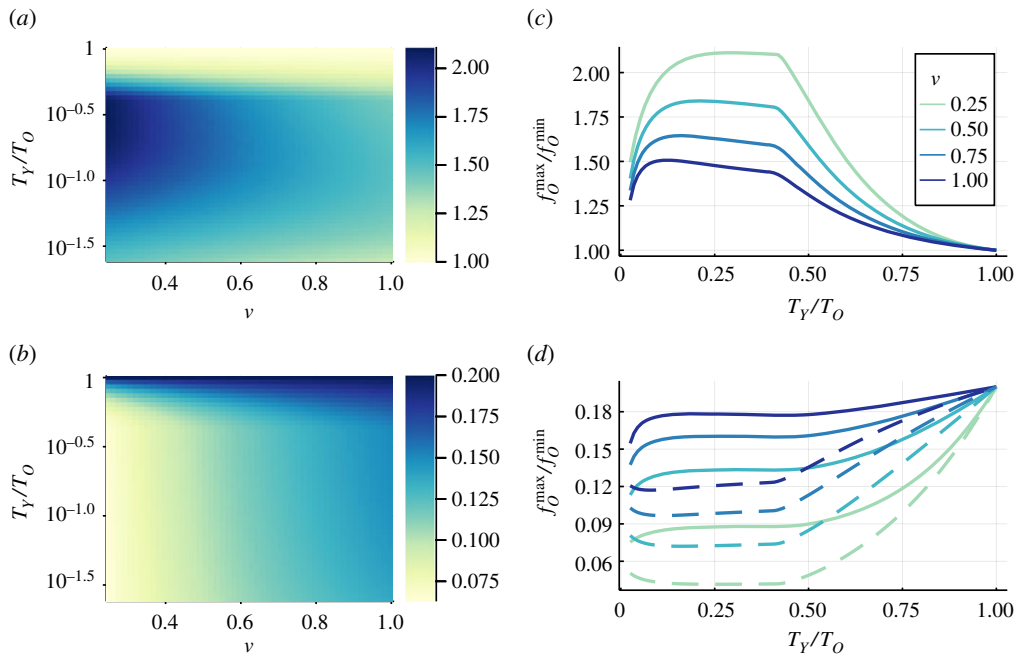 (a)
1
10^–0.5
10^–1.0
10^–1.5
T_Y/T_O
0.4 0.6 0.8 1.0
v
2.00
1.75
1.50
1.25
1.00
(c)
2.00
1.75
1.50
1.25
1.00
f_O^max/f_O^min
0 0.25 0.50 0.75 1.00
T_Y/T_O
v
0.25
0.50
0.75
1.00
(b)
1
10^–0.5
10^–1.0
10^–1.5
T_Y/T_O
0.4 0.6 0.8 1.0
v
0.200
0.175
0.150
0.125
0.100
0.075
(d)
0.18
0.15
0.12
0.09
0.06
f_O^max/f_O^min
0 0.25 0.50 0.75 1.00
T_Y/T_O